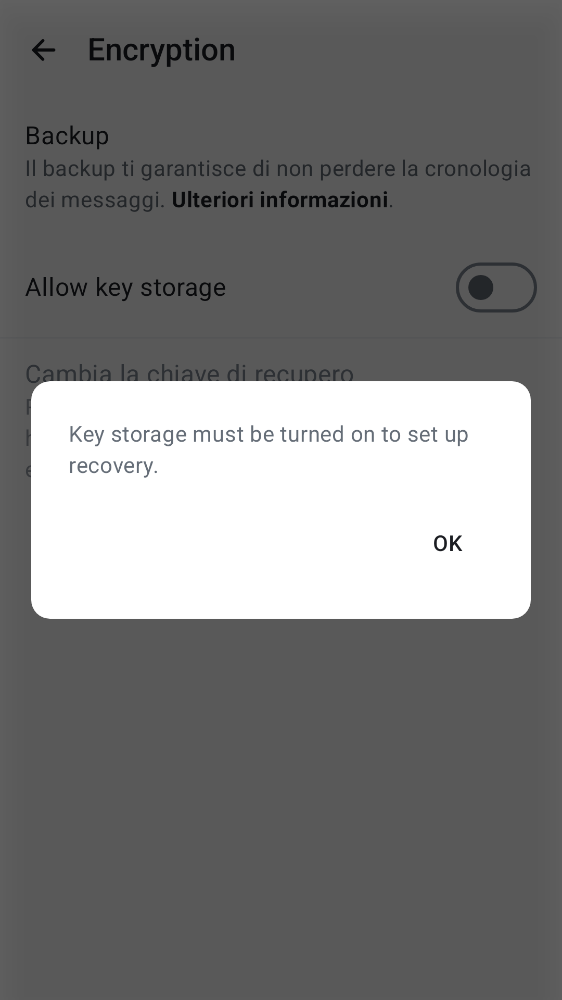 Encryption
Backup
Il backup ti garantisce di non perdere la cronologia
dei messaggi. Ulteriori informazioni.
Allow key storage
Cambia la chiave di recupero
Key storage must be turned on to set up
recovery.
OK